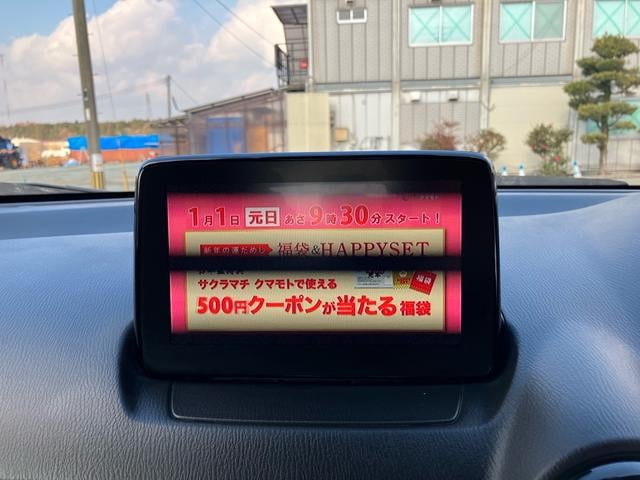 1月1日 元日 あさ9時30分スタート!
新年の運だめし 福袋&HAPPYSET
サクラマチ クマモトで使える
500円クーポンが当たる福袋
福袋